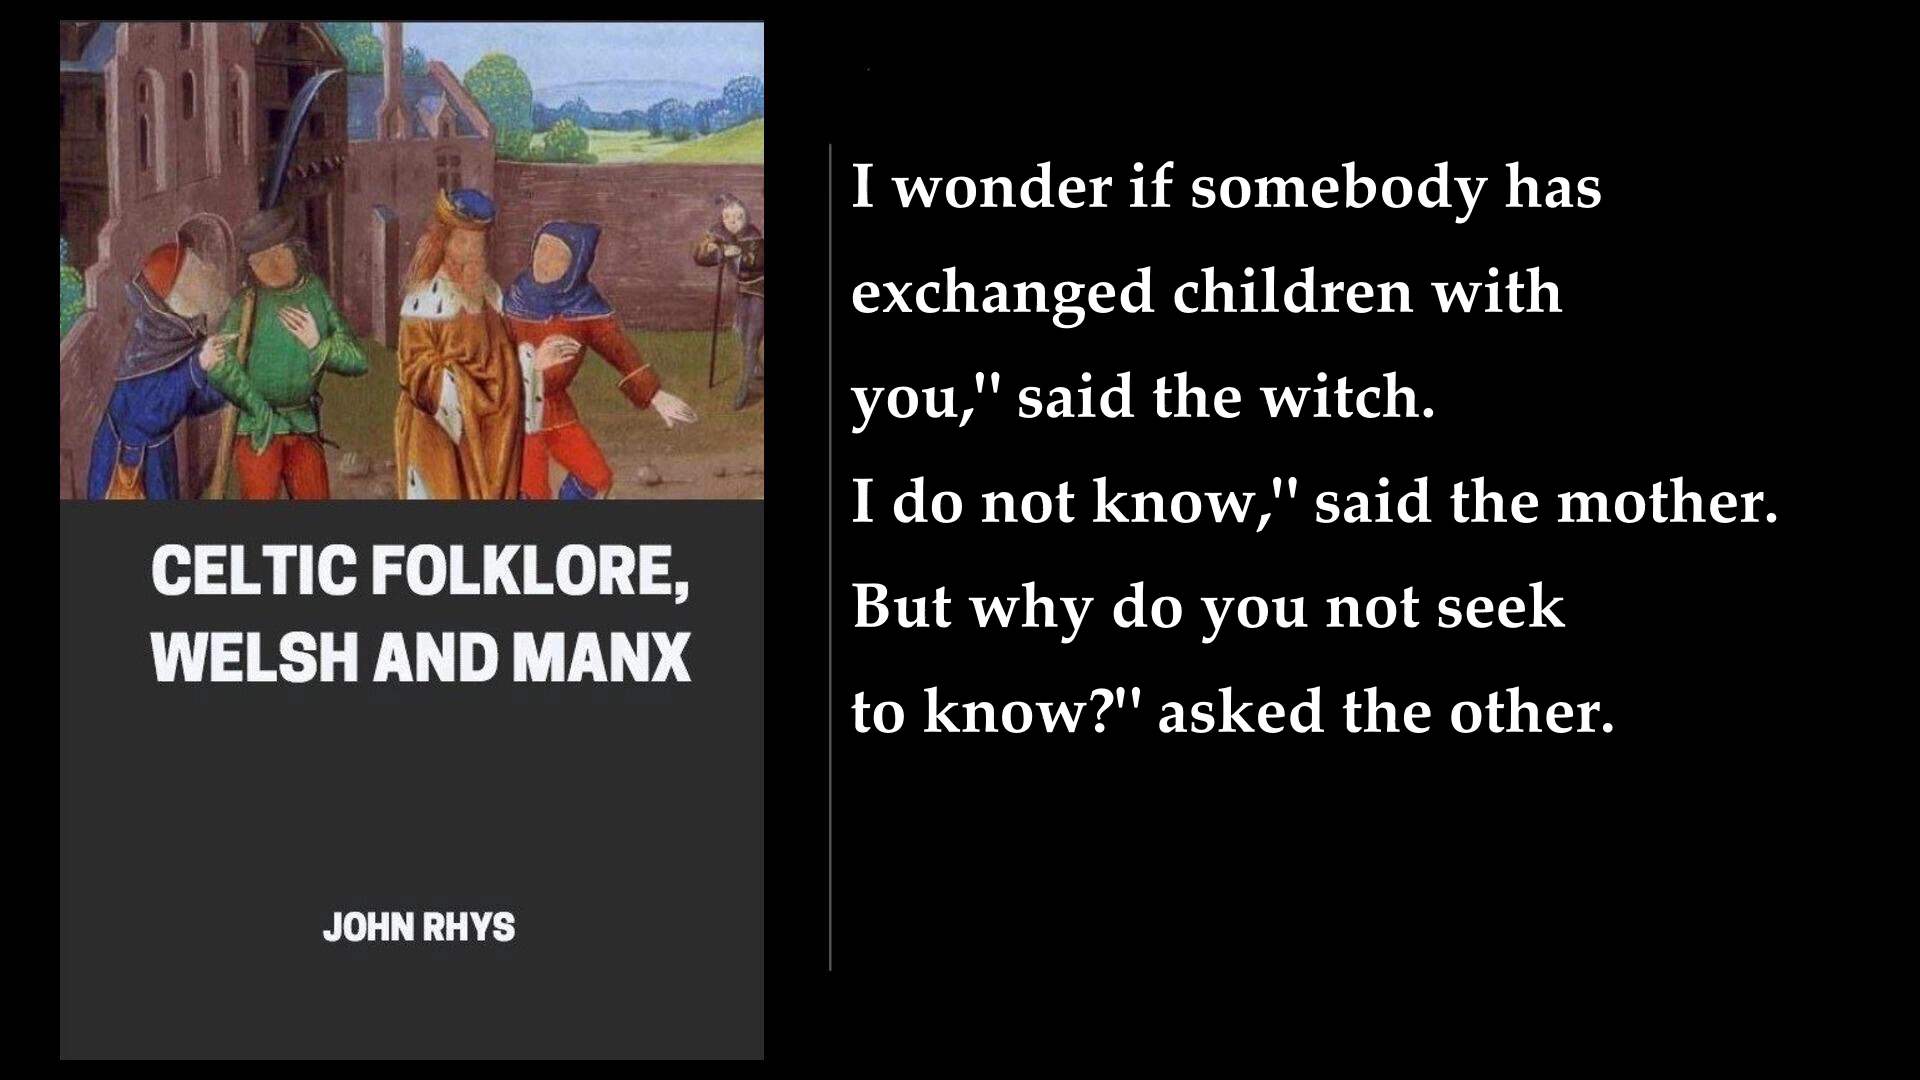 CELTIC FOLKLORE,
WELSH AND MANX
JOHN RHYS
I wonder if somebody has
exchanged children with
you," said the witch.
I do not know," said the mother.
But why do you not seek
to know?" asked the other.